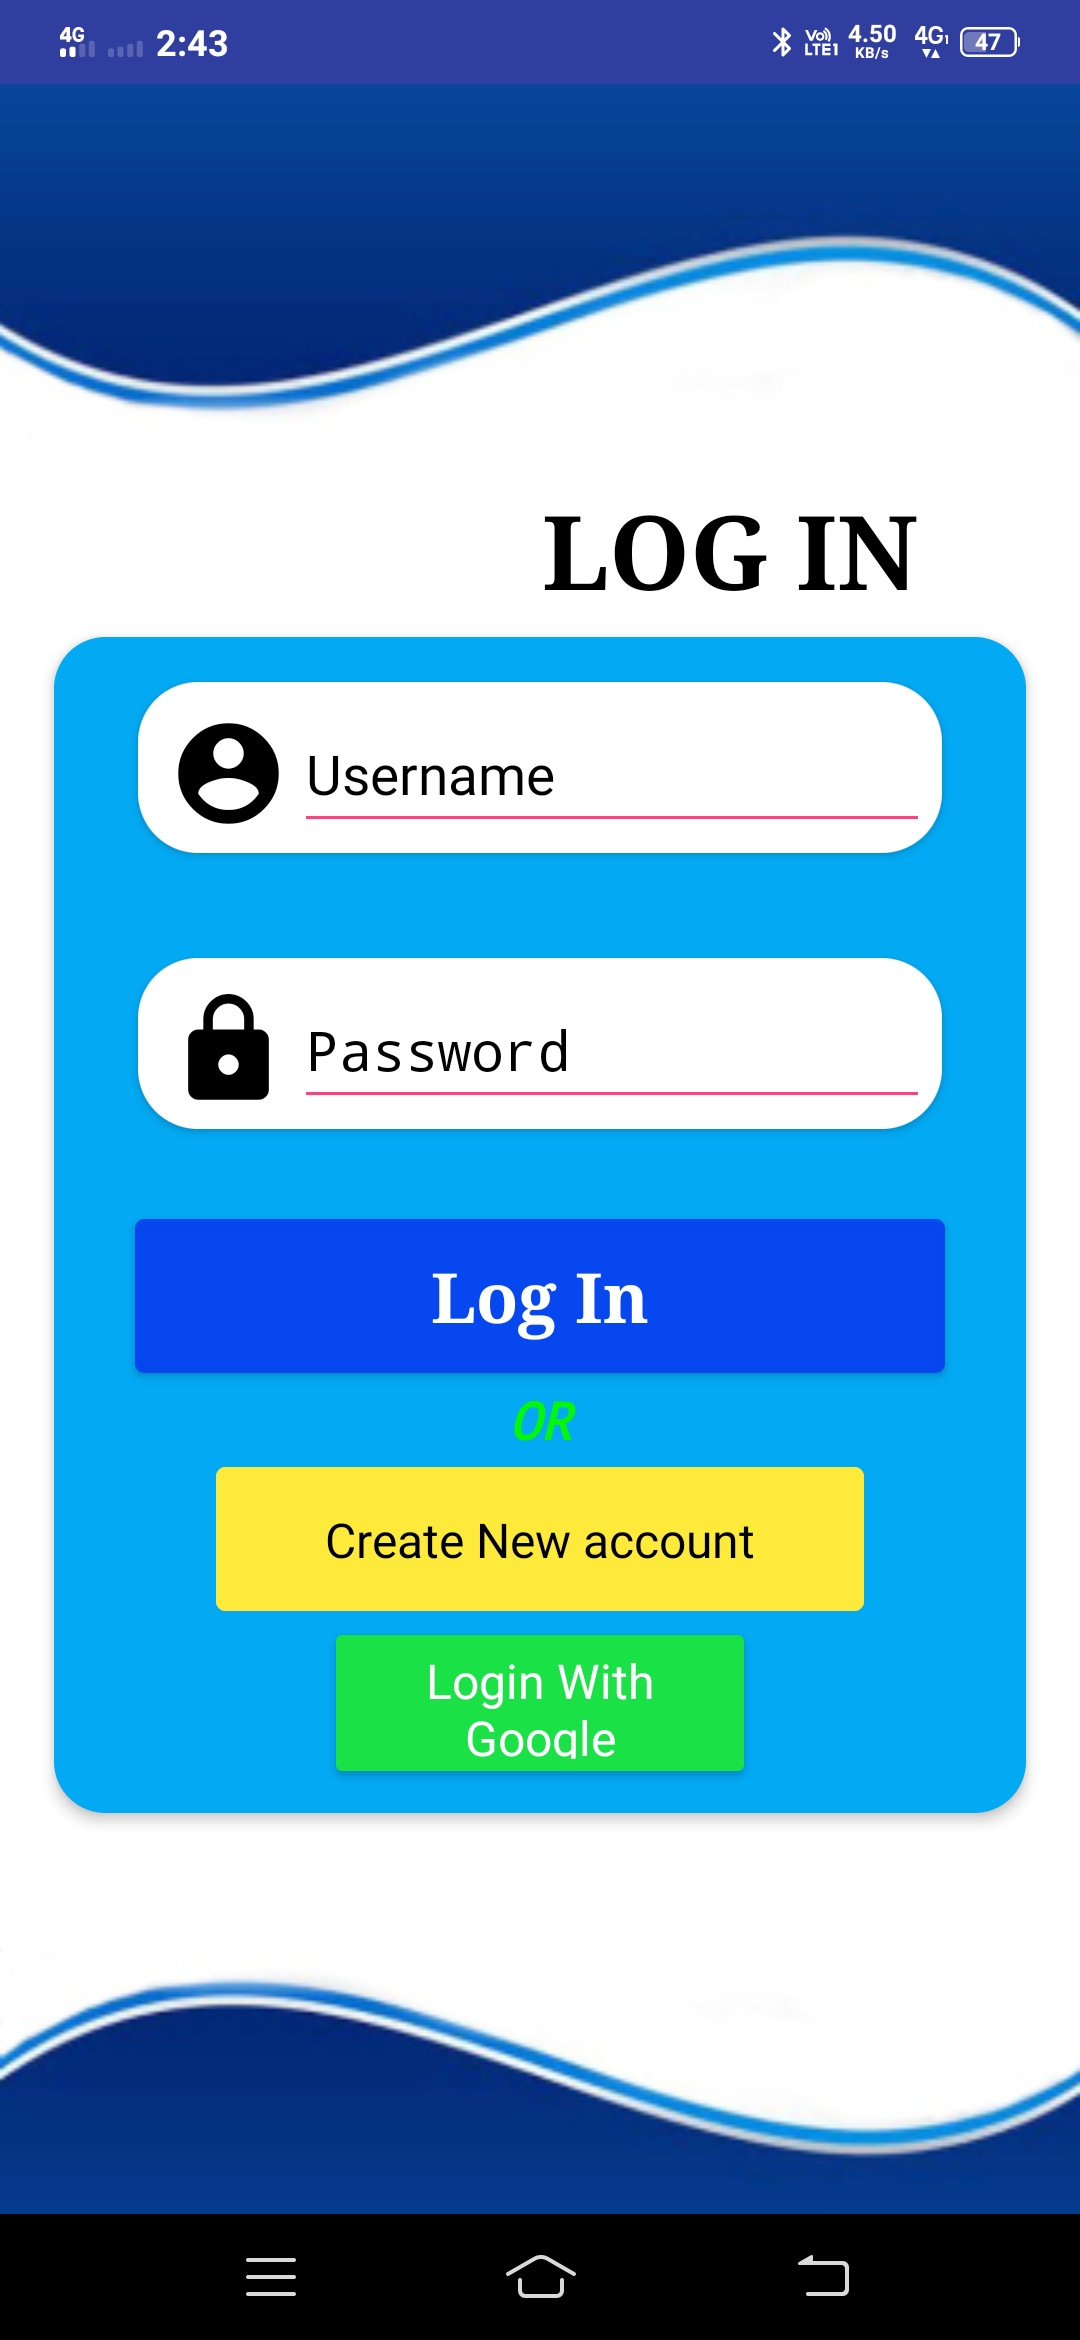 4G 2:43 Vo) LTE1 4.50 KB/s 4G1 47
LOG IN
Username
Password
Log In
OR
Create New account
Login With
Google